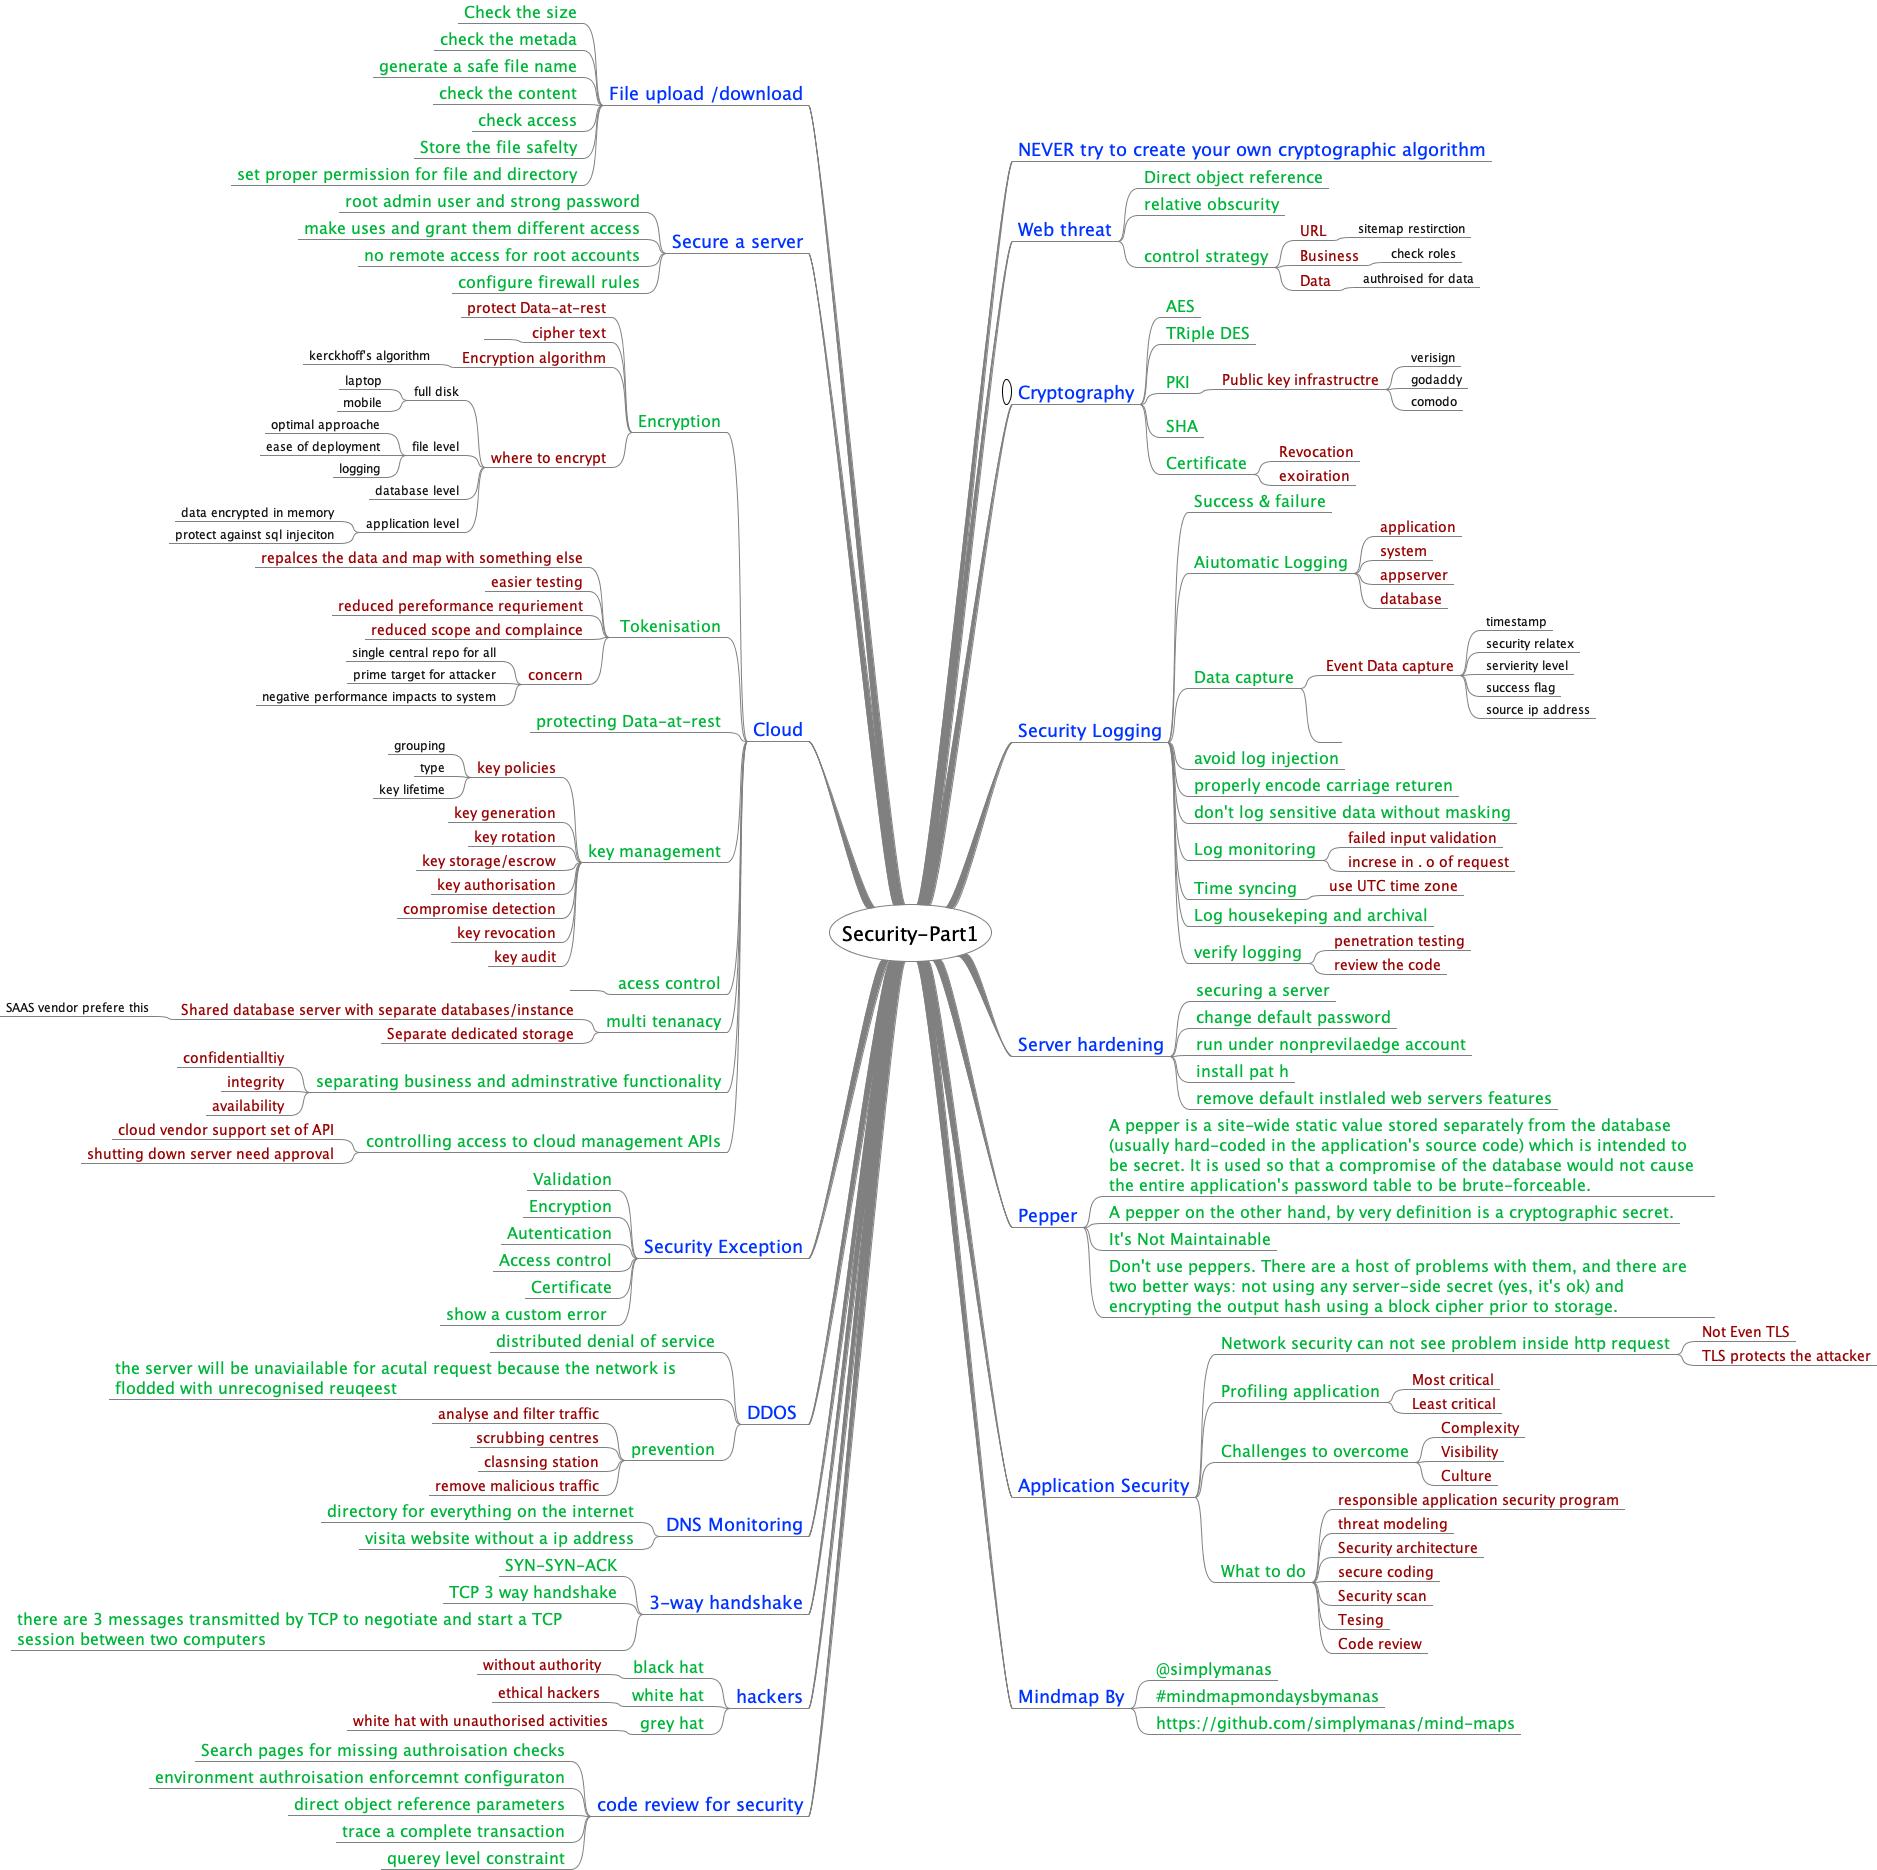 Security-Part1
File upload /download
Check the size
check the metada
generate a safe file name
check the content
check access
Store the file safelty
set proper permission for file and directory
Secure a server
root admin user and strong password
make uses and grant them different access
no remote access for root accounts
configure firewall rules
Cloud
Encryption
protect Data-at-rest
cipher text
Encryption algorithm
kerckhoff's algorithm
where to encrypt
full disk
laptop
mobile
file level
optimal approache
ease of deployment
logging
database level
application level
data encrypted in memory
protect against sql injeciton
Tokenisation
repalces the data and map with something else
easier testing
reduced pereformance requriement
reduced scope and complaince
concern
single central repo for all
prime target for attacker
negative performance impacts to system
protecting Data-at-rest
key management
key policies
grouping
type
key lifetime
key generation
key rotation
key storage/escrow
key authorisation
compromise detection
key revocation
key audit
acess control
multi tenanacy
Shared database server with separate databases/instance
SAAS vendor prefere this
Separate dedicated storage
separating business and adminstrative functionality
confidentialltiy
integrity
availability
controlling access to cloud management APIs
cloud vendor support set of API
shutting down server need approval
Security Exception
Validation
Encryption
Autentication
Access control
Certificate
show a custom error
DDOS
distributed denial of service
the server will be unaviailable for acutal request because the network is
flodded with unrecognised reuqeest
prevention
analyse and filter traffic
scrubbing centres
clasnsing station
remove malicious traffic
DNS Monitoring
directory for everything on the internet
visita website without a ip address
3-way handshake
SYN-SYN-ACK
TCP 3 way handshake
there are 3 messages transmitted by TCP to negotiate and start a TCP
session between two computers
hackers
black hat
without authority
white hat
ethical hackers
grey hat
white hat with unauthorised activities
code review for security
Search pages for missing authroisation checks
environment authroisation enforcemnt configuraton
direct object reference parameters
trace a complete transaction
querey level constraint
NEVER try to create your own cryptographic algorithm
Web threat
Direct object reference
relative obscurity
control strategy
URL
sitemap restirction
Business
check roles
Data
authroised for data
Cryptography
AES
TRiple DES
PKI
Public key infrastructre
verisign
godaddy
comodo
SHA
Certificate
Revocation
exoiration
Security Logging
Success & failure
Aiutomatic Logging
application
system
appserver
database
Data capture
Event Data capture
timestamp
security relatex
servierity level
success flag
source ip address
avoid log injection
properly encode carriage returen
don't log sensitive data without masking
Log monitoring
failed input validation
increse in . o of request
Time syncing
use UTC time zone
Log housekeping and archival
verify logging
penetration testing
review the code
Server hardening
securing a server
change default password
run under nonprevilaedge account
install pat h
remove default instlaled web servers features
Pepper
A pepper is a site-wide static value stored separately from the database
(usually hard-coded in the application's source code) which is intended to
be secret. It is used so that a compromise of the database would not cause
the entire application's password table to be brute-forceable.
A pepper on the other hand, by very definition is a cryptographic secret.
It's Not Maintainable
Don't use peppers. There are a host of problems with them, and there are
two better ways: not using any server-side secret (yes, it's ok) and
encrypting the output hash using a block cipher prior to storage.
Application Security
Network security can not see problem inside http request
Not Even TLS
TLS protects the attacker
Profiling application
Most critical
Least critical
Challenges to overcome
Complexity
Visibility
Culture
What to do
responsible application security program
threat modeling
Security architecture
secure coding
Security scan
Tesing
Code review
Mindmap By
@simplymanas
#mindmapmondaysbymanas
https://github.com/simplymanas/mind-maps